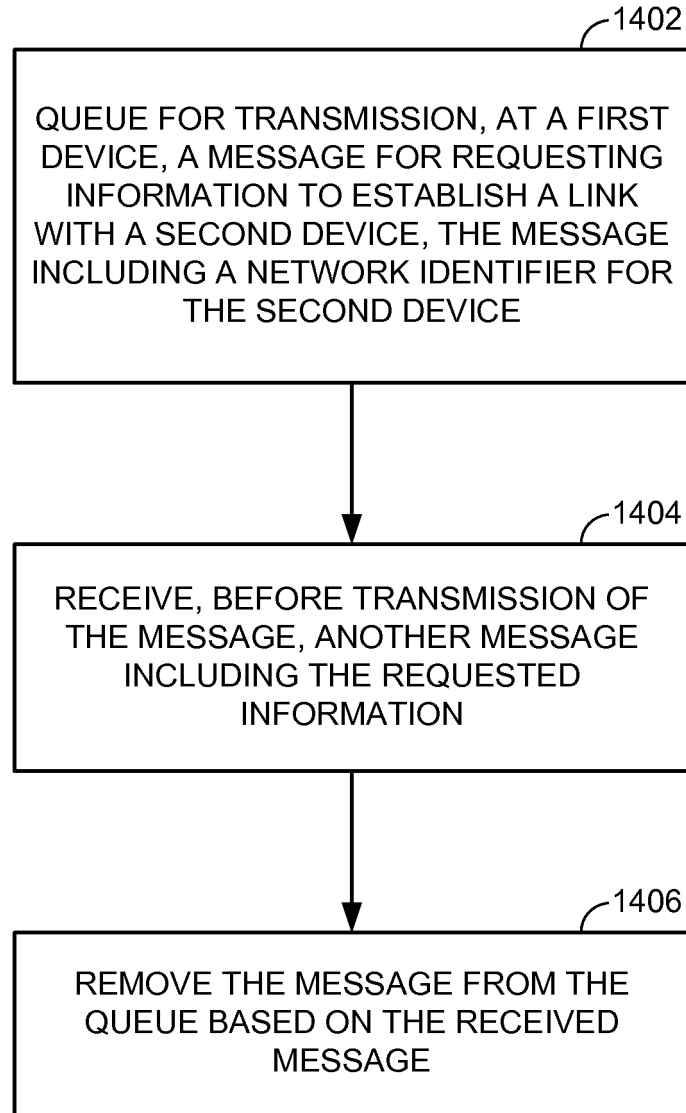 1402
QUEUE FOR TRANSMISSION, AT A FIRST
DEVICE, A MESSAGE FOR REQUESTING
INFORMATION TO ESTABLISH A LINK
WITH A SECOND DEVICE, THE MESSAGE
INCLUDING A NETWORK IDENTIFIER FOR
THE SECOND DEVICE
1404
RECEIVE, BEFORE TRANSMISSION OF
THE MESSAGE, ANOTHER MESSAGE
INCLUDING THE REQUESTED
INFORMATION
1406
REMOVE THE MESSAGE FROM THE
QUEUE BASED ON THE RECEIVED
MESSAGE